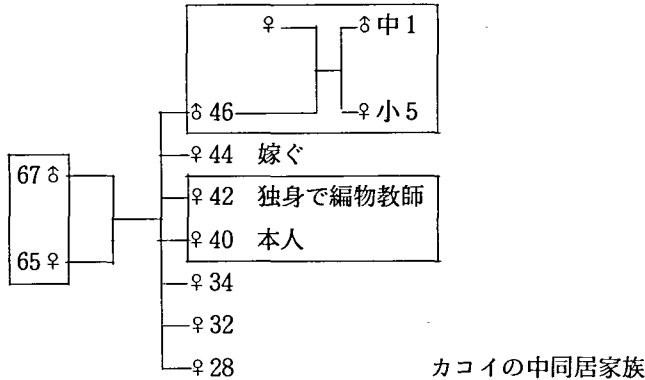 ♀ ♂中1
♂46 ♀小5
♀44 嫁ぐ
67♂
♀42 独身で編物教師
♀40 本人
65♀
♀34
♀32
♀28 カコイの中同居家族